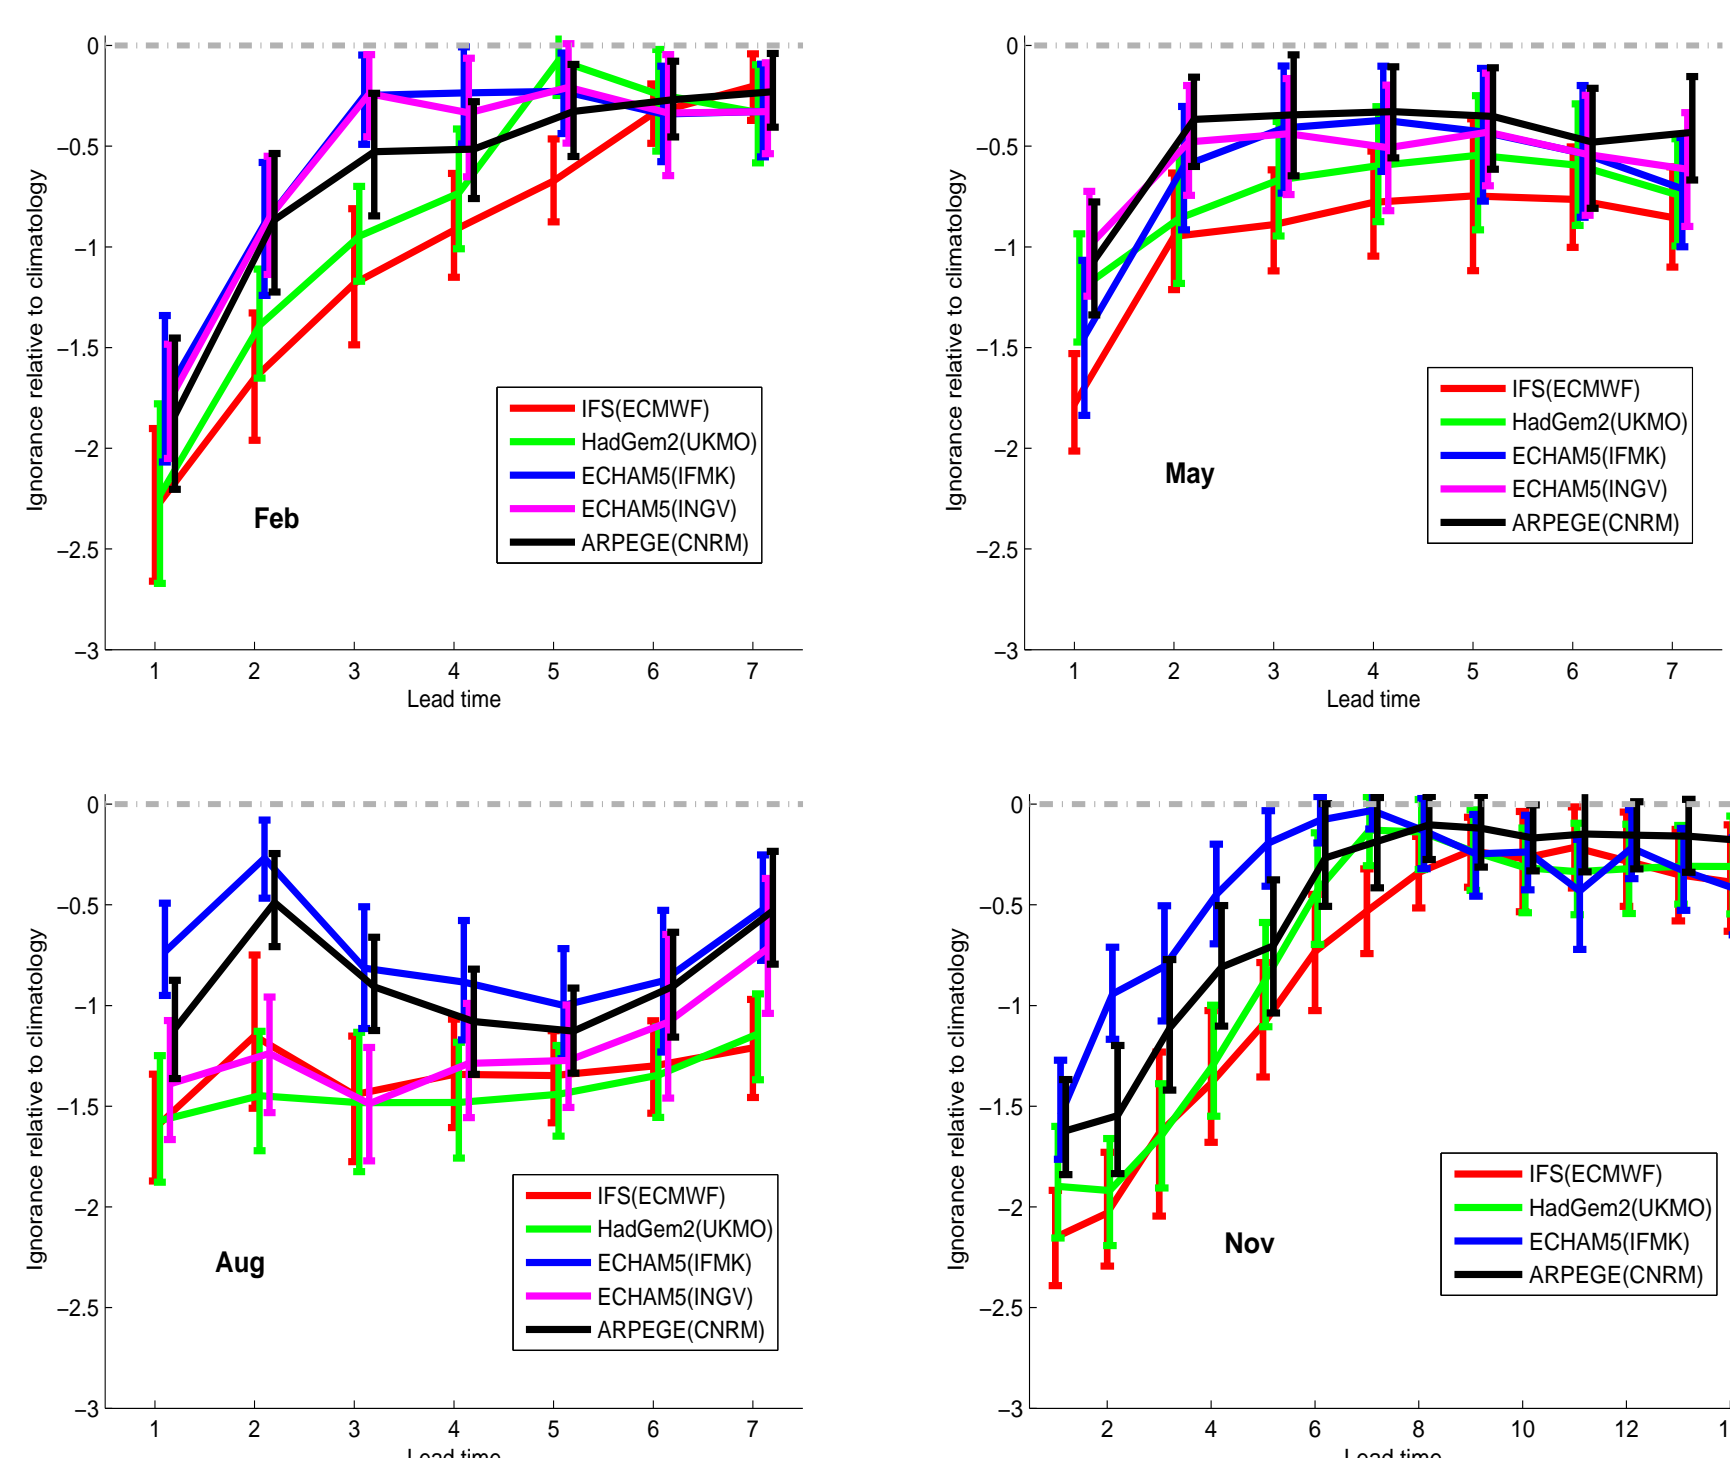 0
−0.5
−1
−1.5
−2
−2.5
−3
1 2 3 4 5 6 7
Lead time
Ignorance relative to climatology
Feb
IFS(ECMWF)
HadGem2(UKMO)
ECHAM5(IFMK)
ECHAM5(INGV)
ARPEGE(CNRM)
0
−0.5
−1
−1.5
−2
−2.5
−3
1 2 3 4 5 6 7
Lead time
Ignorance relative to climatology
May
IFS(ECMWF)
HadGem2(UKMO)
ECHAM5(IFMK)
ECHAM5(INGV)
ARPEGE(CNRM)
0
−0.5
−1
−1.5
−2
−2.5
−3
1 2 3 4 5 6 7
Lead time
Ignorance relative to climatology
Aug
IFS(ECMWF)
HadGem2(UKMO)
ECHAM5(IFMK)
ECHAM5(INGV)
ARPEGE(CNRM)
0
−0.5
−1
−1.5
−2
−2.5
−3
2 4 6 8 10 12 1
Lead time
Ignorance relative to climatology
Nov
IFS(ECMWF)
HadGem2(UKMO)
ECHAM5(IFMK)
ARPEGE(CNRM)